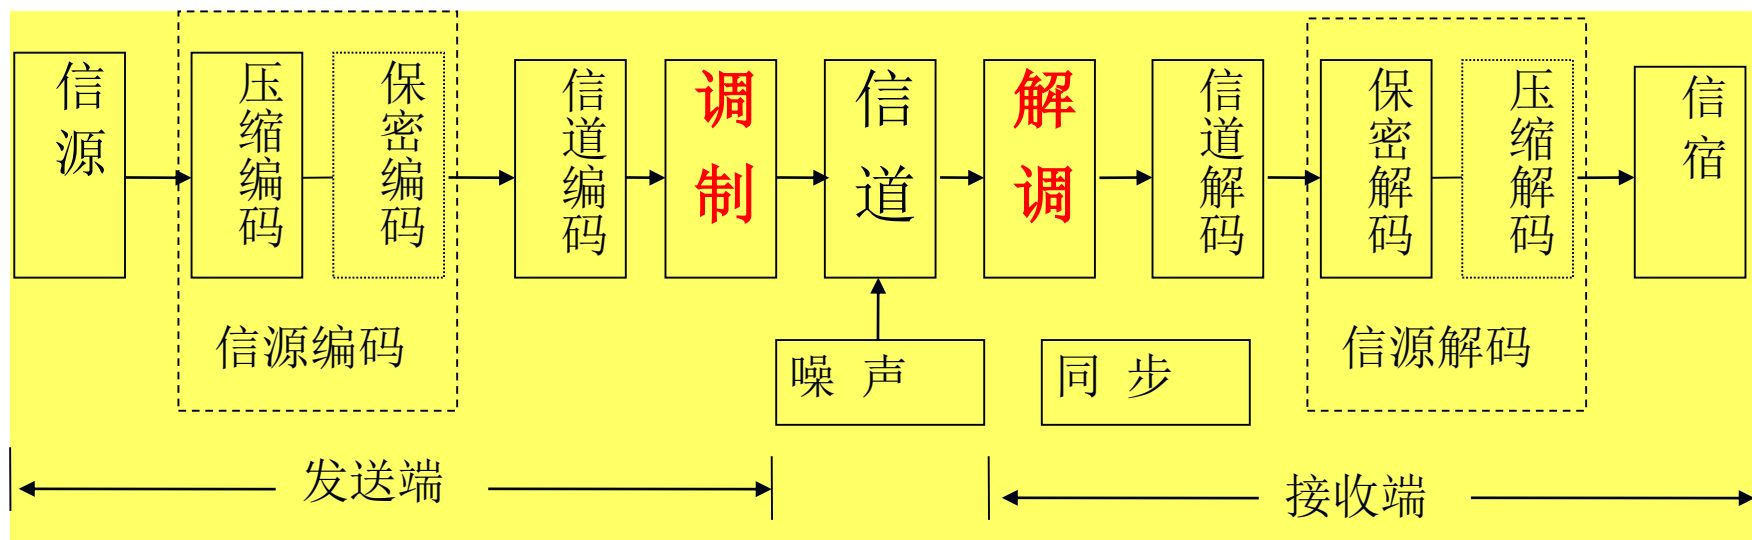 信源
压缩编码
保密编码
信道编码
调制
信道
解调
信道解码
保密解码
压缩解码
信宿
信源编码
噪 声
同 步
信源解码
发送端
接收端